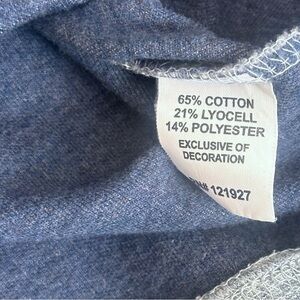 65% COTTON
21% LYOCELL
14% POLYESTER
EXCLUSIVE OF
DECORATION
121927